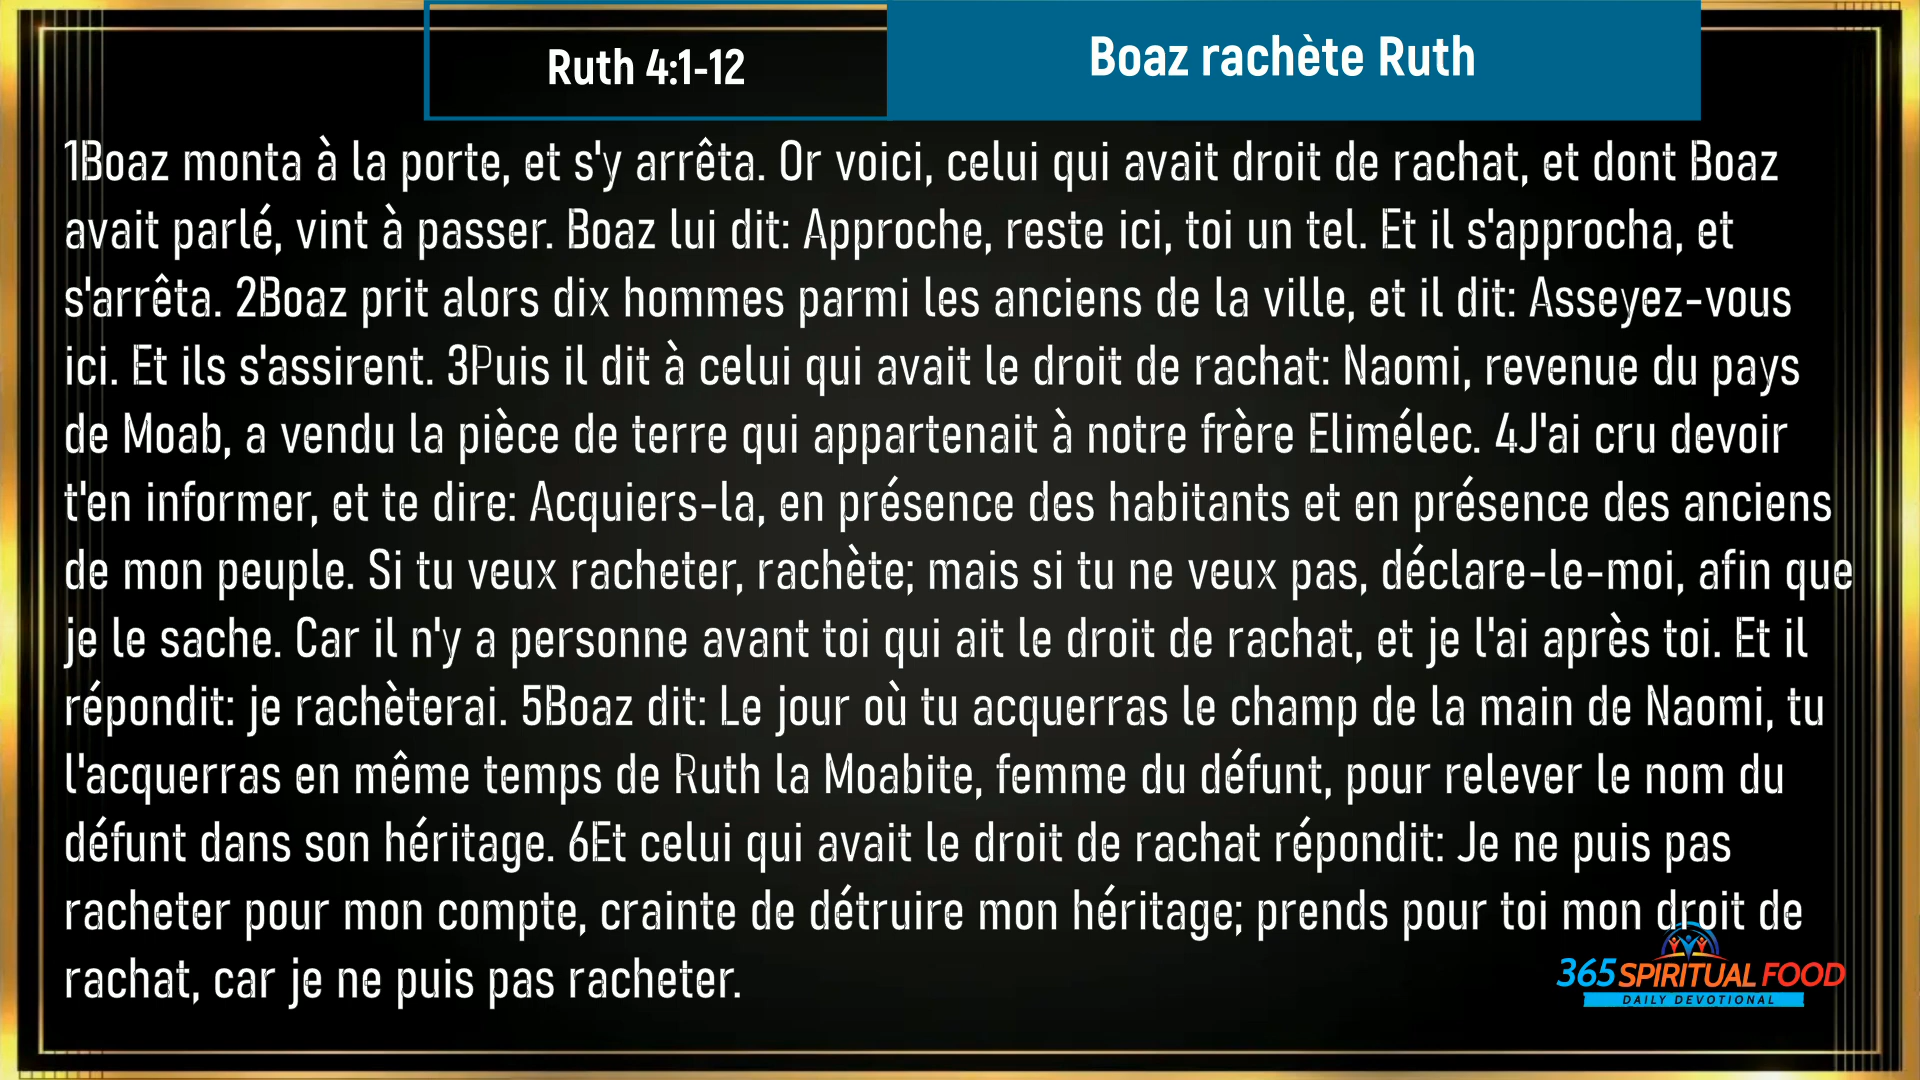 Ruth 4:1-12
Boaz rachète Ruth
1Boaz monta à la porte, et s'y arrêta. Or voici, celui qui avait droit de rachat, et dont Boaz
avait parlé, vint à passer. Boaz lui dit: Approche, reste ici, toi un tel. Et il s'approcha, et
s'arrêta. 2Boaz prit alors dix hommes parmi les anciens de la ville, et il dit: Asseyez-vous
ici. Et ils s'assirent. 3Puis il dit à celui qui avait le droit de rachat: Naomi, revenue du pays
de Moab, a vendu la pièce de terre qui appartenait à notre frère Elimélec. 4J'ai cru devoir
t'en informer, et te dire: Acquiers-la, en présence des habitants et en présence des anciens
de mon peuple. Si tu veux racheter, rachète; mais si tu ne veux pas, déclare-le-moi, afin que
je le sache. Car il n'y a personne avant toi qui ait le droit de rachat, et je l'ai après toi. Et il
répondit: je rachèterai. 5Boaz dit: Le jour où tu acquerras le champ de la main de Naomi, tu
l'acquerras en même temps de Ruth la Moabite, femme du défunt, pour relever le nom du
défunt dans son héritage. 6Et celui qui avait le droit de rachat répondit: Je ne puis pas
racheter pour mon compte, crainte de détruire mon héritage; prends pour toi mon droit de
rachat, car je ne puis pas racheter.
365 SPIRITUAL FOOD
DAILY DEVOTIONAL